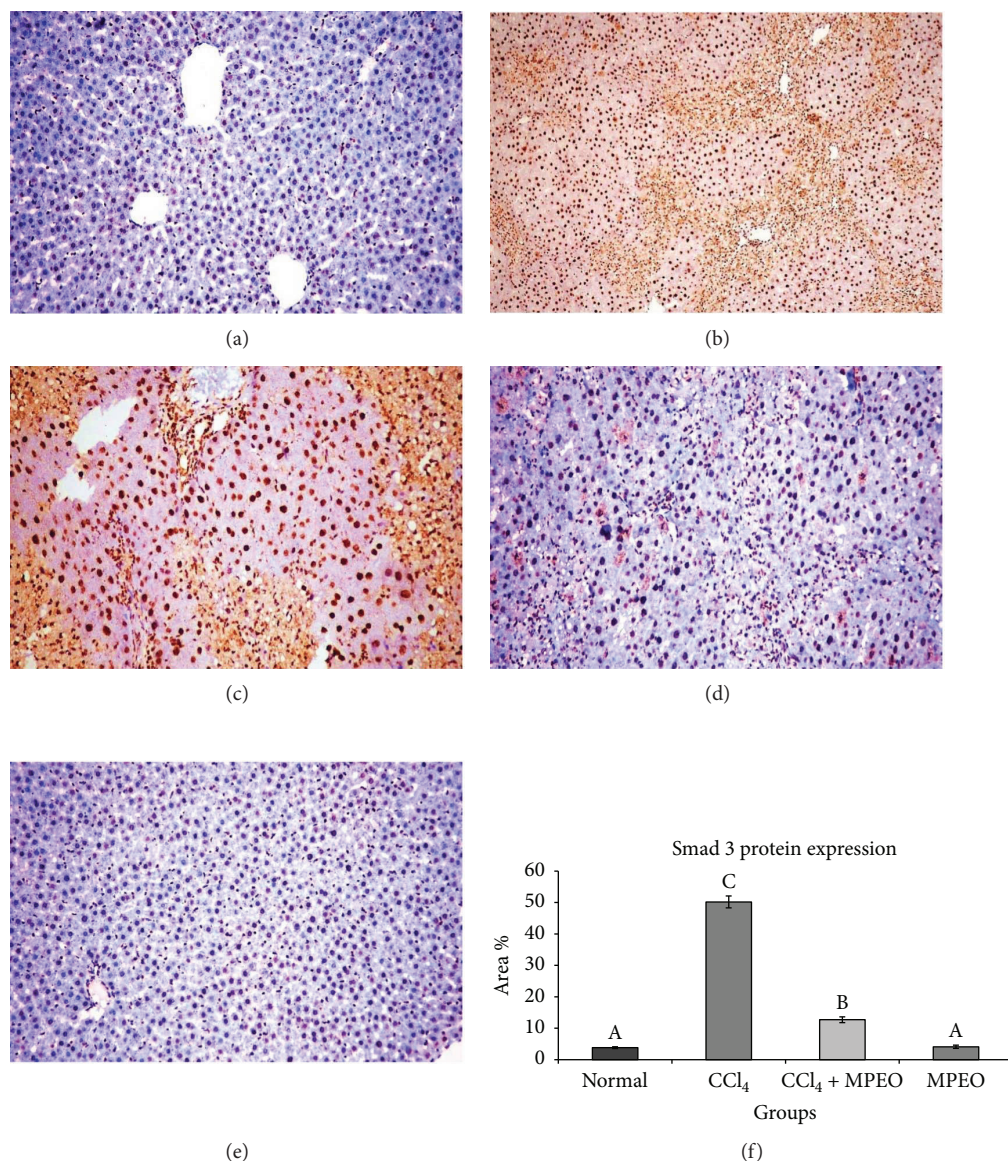 (a)
(b)
(c)
(d)
(e)
Smad 3 protein expression
60
50
40
30
20
10
0
Area %
A
C
B
A
Normal
CCl₄
CCl₄ + MPEO
MPEO
Groups
(f)